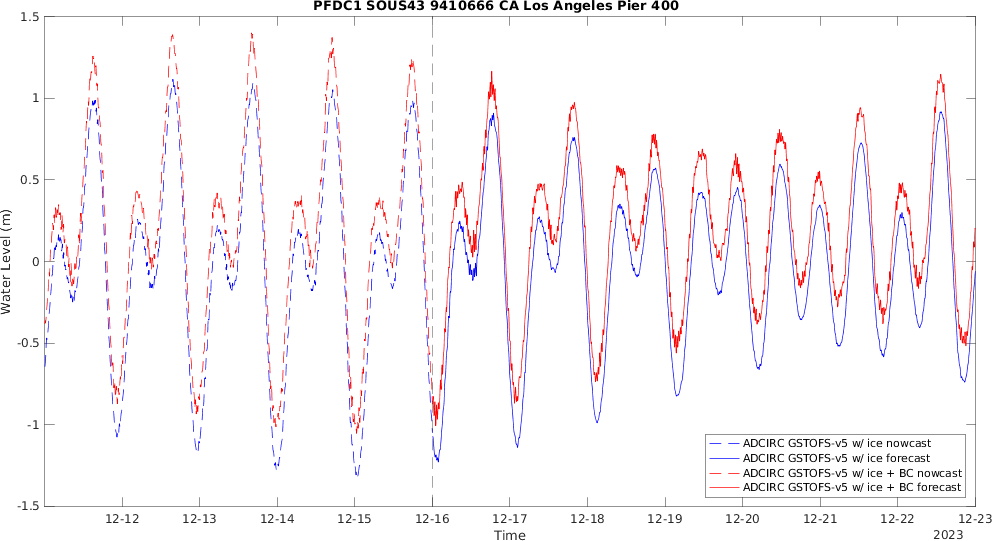 PFDC1 SOUS43 9410666 CA Los Angeles Pier 400
1.5
1
0.5
0
-0.5
-1
-1.5
Water Level (m)
12-12 12-13 12-14 12-15 12-16 12-17 12-18 12-19 12-20 12-21 12-22 12-23
Time
2023
ADCIRC GSTOFS-v5 w/ ice nowcast
ADCIRC GSTOFS-v5 w/ ice forecast
ADCIRC GSTOFS-v5 w/ ice + BC nowcast
ADCIRC GSTOFS-v5 w/ ice + BC forecast